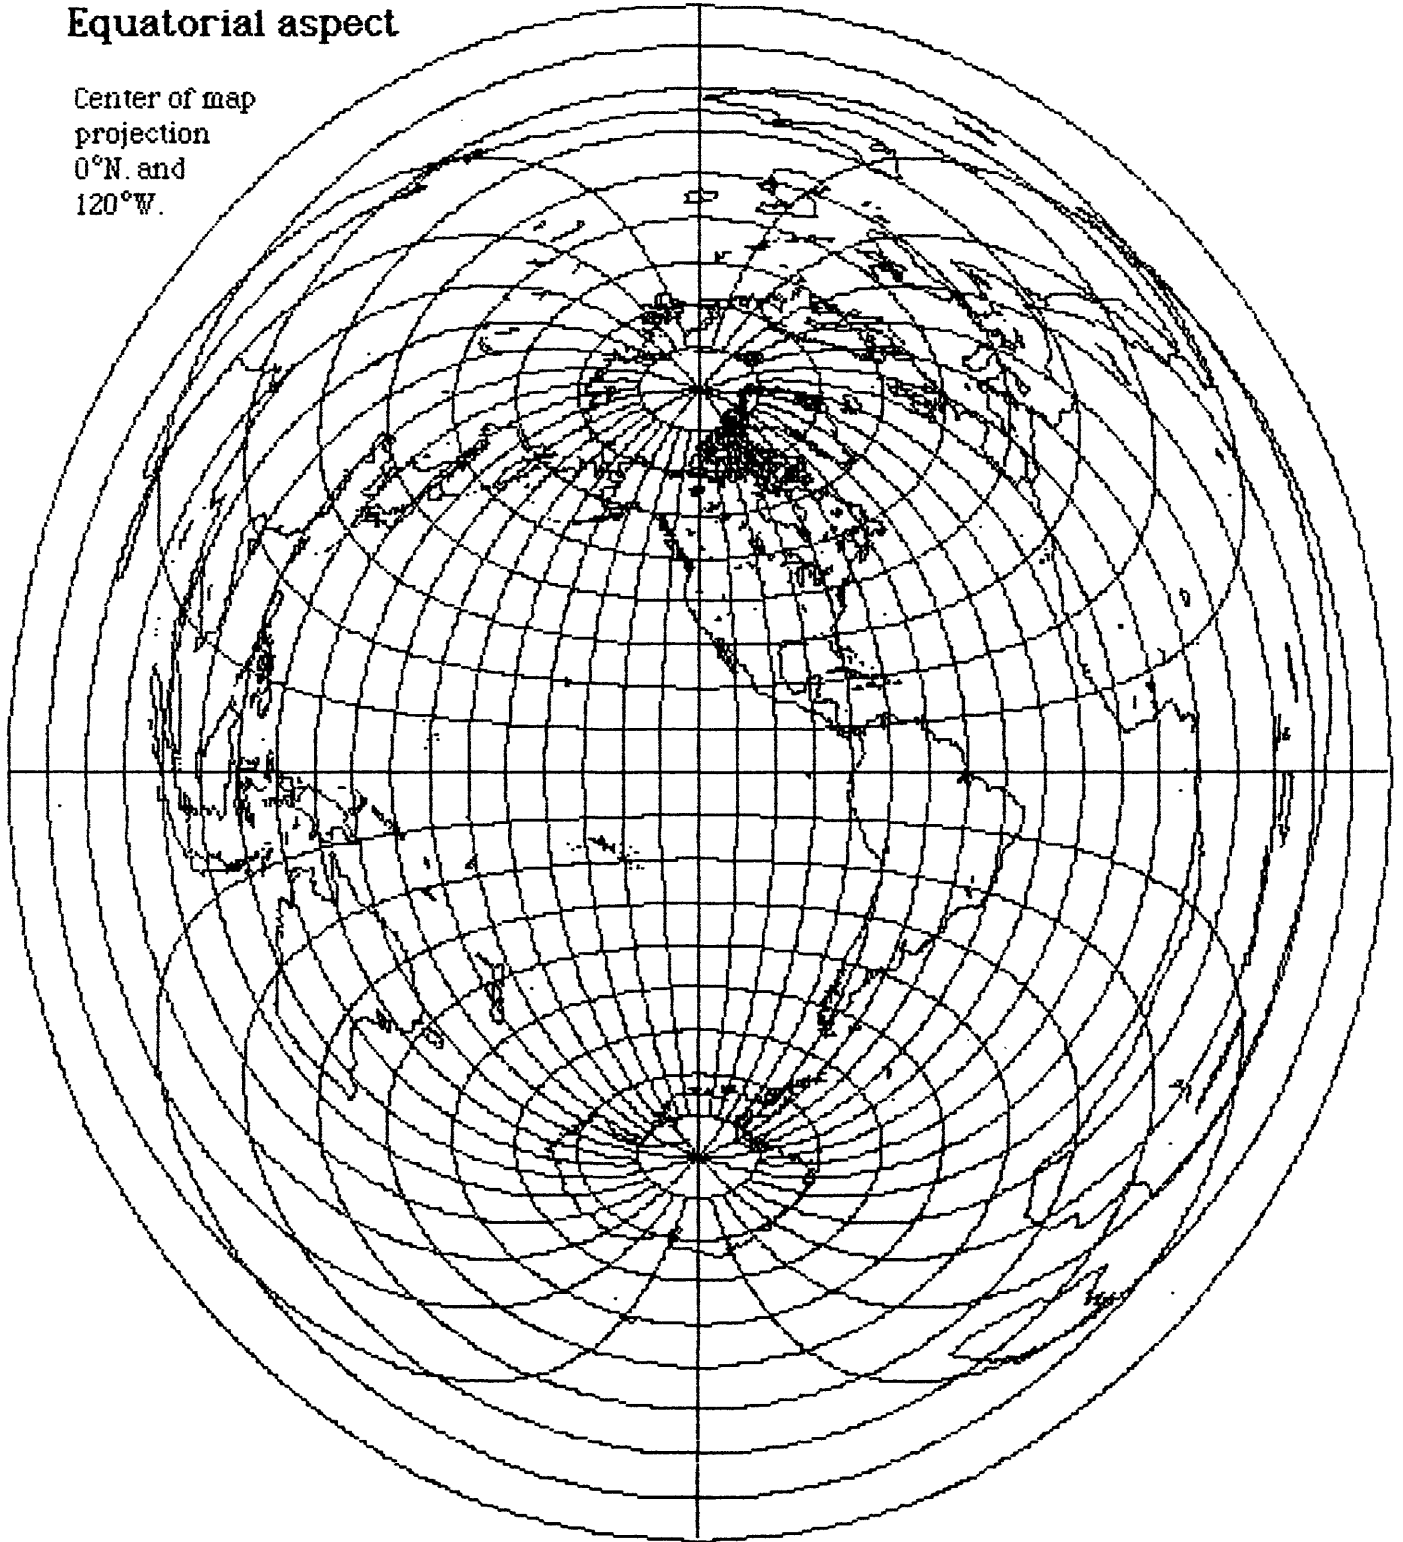 Equatorial aspect
Center of map
projection
0°N. and
120°W.